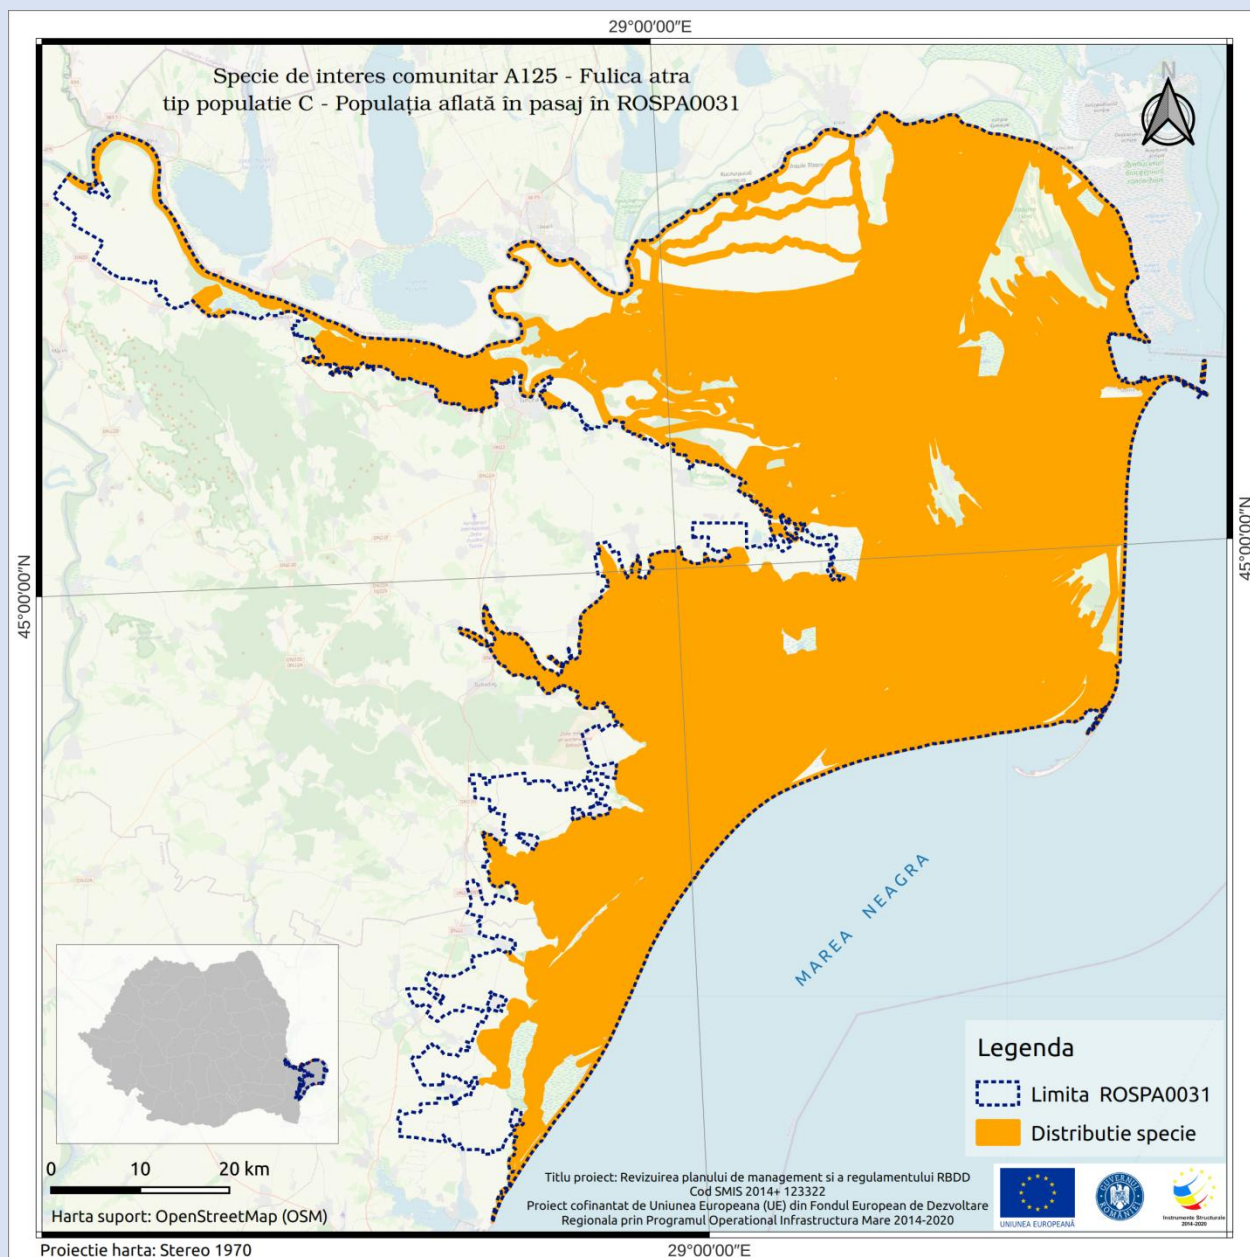 29°00′00″E
Specie de interes comunitar A125 - Fulica atra
tip populatie C - Populația aflată în pasaj în ROSPA0031
N
45°00′00″N
45°00′00″N
MAREA NEAGRA
Legenda
Limita ROSPA0031
Distributie specie
0 10 20 km
Harta suport: OpenStreetMap (OSM)
Titlu proiect: Revizuirea planului de management si a regulamentului RBDD
Cod SMIS 2014+ 123322
Proiect cofinantat de Uniunea Europeana (UE) din Fondul European de Dezvoltare
Regionala prin Programul Operational Infrastructura Mare 2014-2020
UNIUNEA EUROPEANĂ
GUVERNUL ROMÂNIEI
Instrumente Structurale
2014-2020
Proiectie harta: Stereo 1970
29°00′00″E